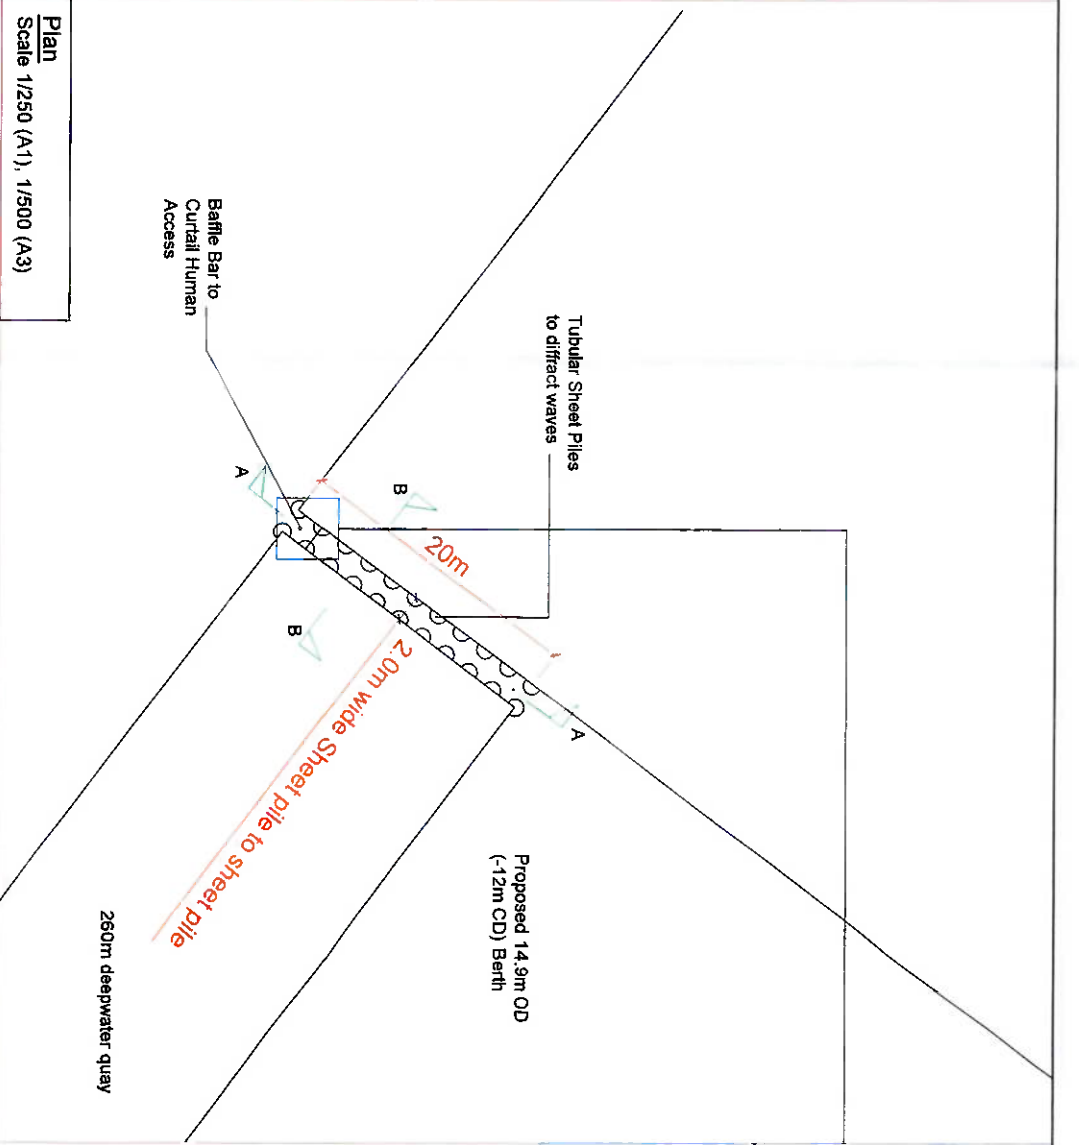 Plan
Scale 1/250 (A1), 1/500 (A3)
Baffle Bar to
Curtail Human
Access
Tubular Sheet Piles
to diffract waves
A
B
20m
B
A
2.0m wide Sheet pile to sheet pile
Proposed 14.9m OD
(-12m CD) Berth
260m deepwater quay